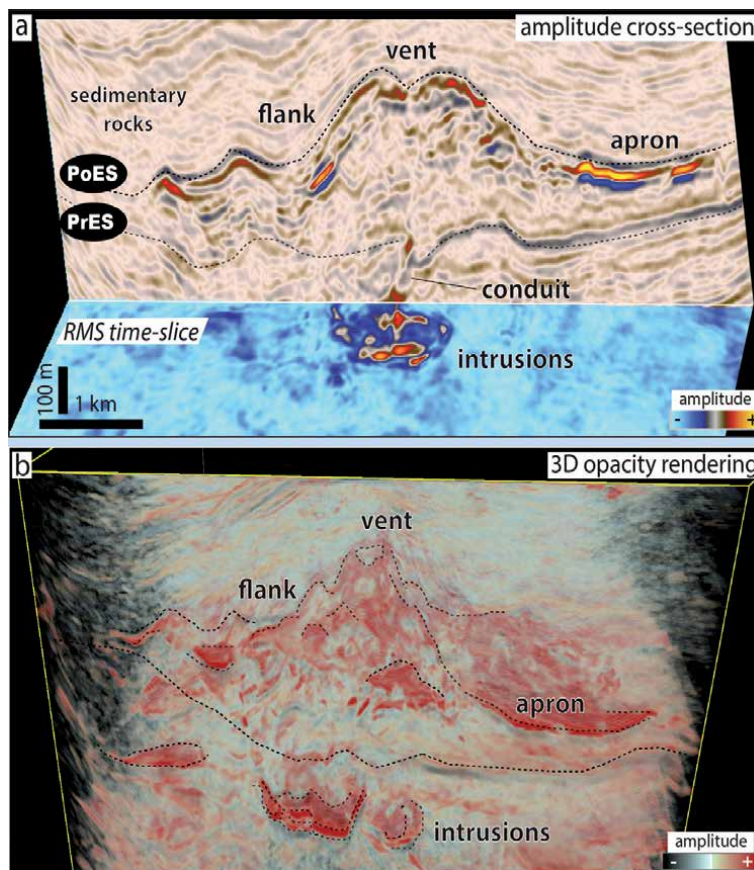 a
amplitude cross-section
vent
sedimentary
rocks
flank
apron
PoES
PrES
conduit
RMS time-slice
intrusions
100 m
1 km
amplitude
- +
b
3D opacity rendering
vent
flank
apron
intrusions
amplitude
- +